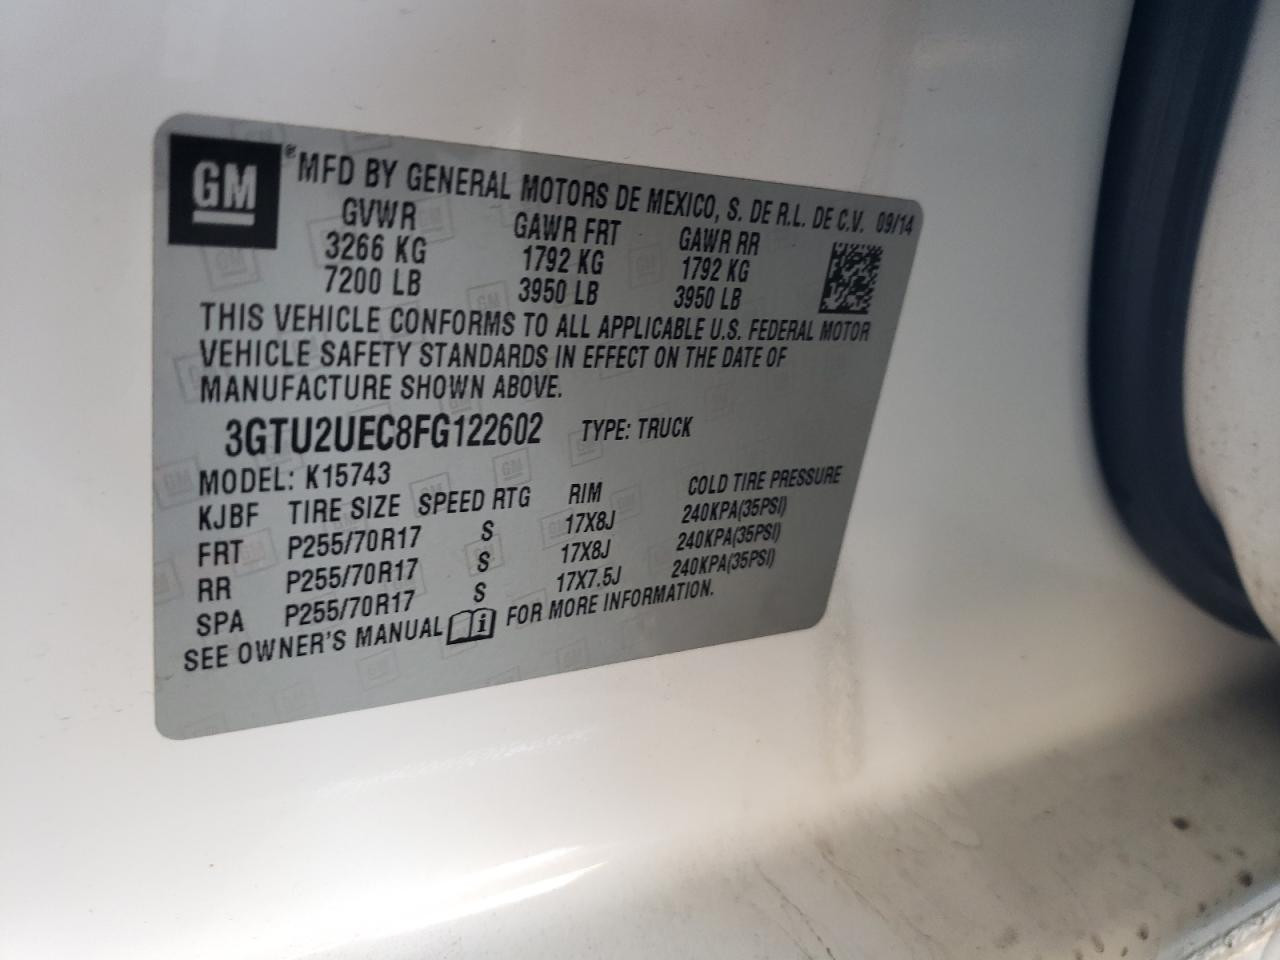 GM ® MFD BY GENERAL MOTORS DE MEXICO, S. DE R.L. DE C.V. 09/14
GVWR GAWR FRT GAWR RR
3266 KG 1792 KG 1792 KG
7200 LB 3950 LB 3950 LB
THIS VEHICLE CONFORMS TO ALL APPLICABLE U.S. FEDERAL MOTOR
VEHICLE SAFETY STANDARDS IN EFFECT ON THE DATE OF
MANUFACTURE SHOWN ABOVE.
3GTU2UEC8FG122602 TYPE: TRUCK
MODEL: K15743
KJBF TIRE SIZE SPEED RTG RIM COLD TIRE PRESSURE
FRT P255/70R17 S 17X8J 240KPA(35PSI)
RR P255/70R17 S 17X8J 240KPA(35PSI)
SPA P255/70R17 S 17X7.5J 240KPA(35PSI)
SEE OWNER'S MANUAL i FOR MORE INFORMATION.